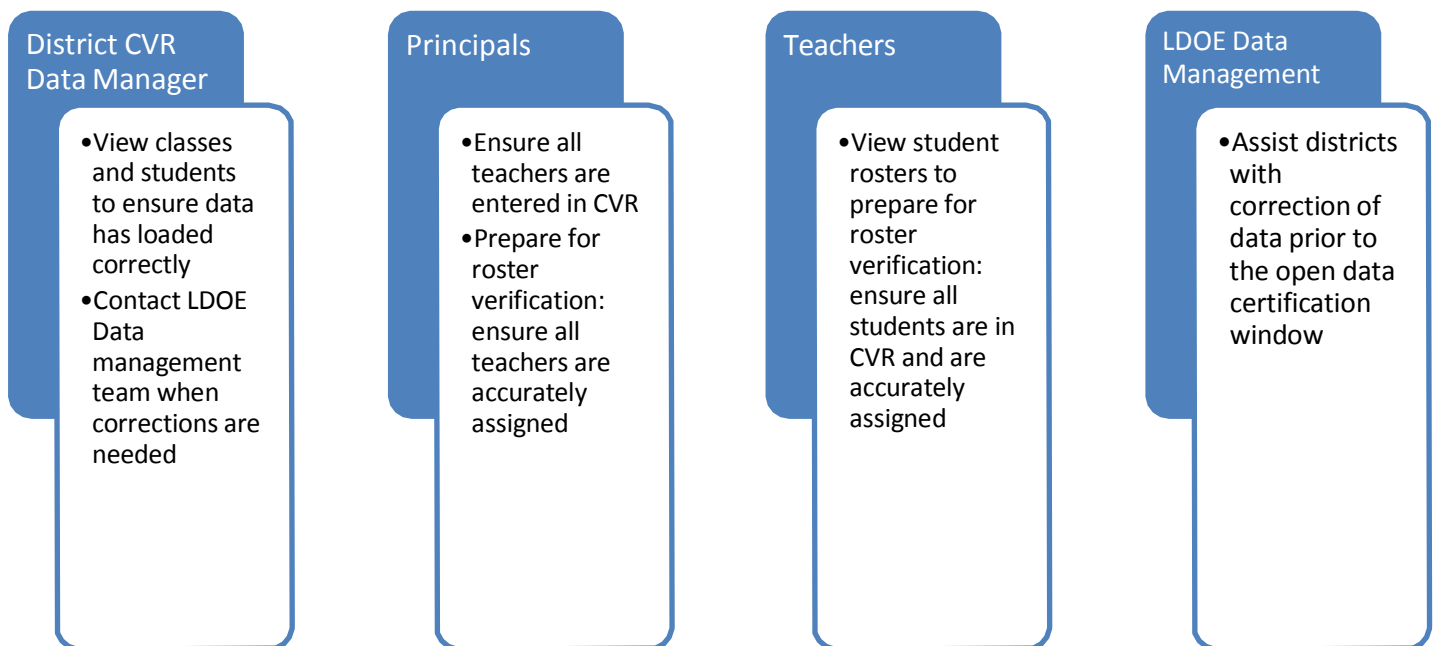 District CVR
Data Manager
•View classes
and students
to ensure data
has loaded
correctly
•Contact LDOE
Data
management
team when
corrections are
needed
Principals
•Ensure all
teachers are
entered in CVR
•Prepare for
roster
verification:
ensure all
teachers are
accurately
assigned
Teachers
•View student
rosters to
prepare for
roster
verification:
ensure all
students are in
CVR and are
accurately
assigned
LDOE Data
Management
•Assist districts
with
correction of
data prior to
the open data
certification
window